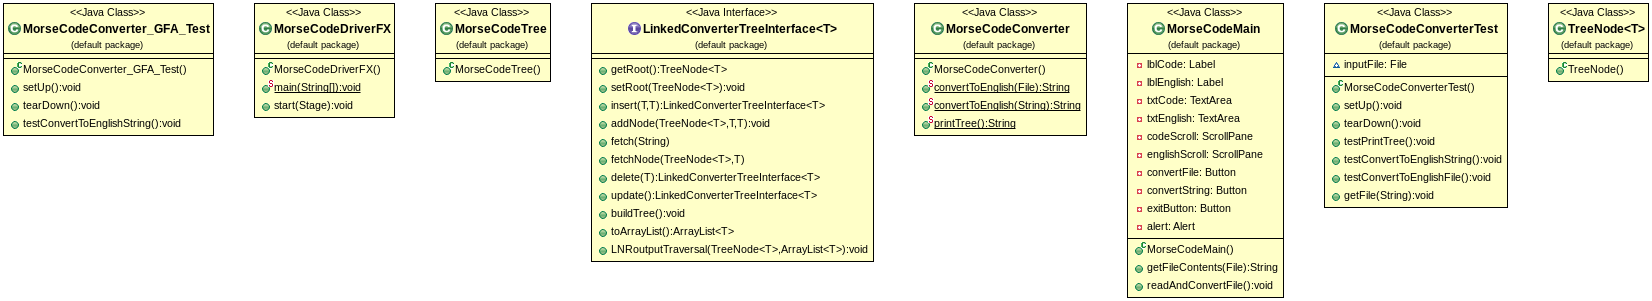 <<Java Class>>
MorseCodeConverter_GFA_Test
(default package)
MorseCodeConverter_GFA_Test()
setUp():void
tearDown():void
testConvertToEnglishString():void
<<Java Class>>
MorseCodeDriverFX
(default package)
MorseCodeDriverFX()
main(String[]):void
start(Stage):void
<<Java Class>>
MorseCodeTree
(default package)
MorseCodeTree()
<<Java Interface>>
LinkedConverterTreeInterface<T>
(default package)
getRoot():TreeNode<T>
setRoot(TreeNode<T>):void
insert(T,T):LinkedConverterTreeInterface<T>
addNode(TreeNode<T>,T,T):void
fetch(String)
fetchNode(TreeNode<T>,T)
delete(T):LinkedConverterTreeInterface<T>
update():LinkedConverterTreeInterface<T>
buildTree():void
toArrayList():ArrayList<T>
LNRoutputTraversal(TreeNode<T>,ArrayList<T>):void
<<Java Class>>
MorseCodeConverter
(default package)
MorseCodeConverter()
convertToEnglish(File):String
convertToEnglish(String):String
printTree():String
<<Java Class>>
MorseCodeMain
(default package)
lblCode: Label
lblEnglish: Label
txtCode: TextArea
txtEnglish: TextArea
codeScroll: ScrollPane
englishScroll: ScrollPane
convertFile: Button
convertString: Button
exitButton: Button
alert: Alert
MorseCodeMain()
getFileContents(File):String
readAndConvertFile():void
<<Java Class>>
MorseCodeConverterTest
(default package)
inputFile: File
MorseCodeConverterTest()
setUp():void
tearDown():void
testPrintTree():void
testConvertToEnglishString():void
testConvertToEnglishFile():void
getFile(String):void
<<Java Class>>
TreeNode<T>
(default package)
TreeNode()